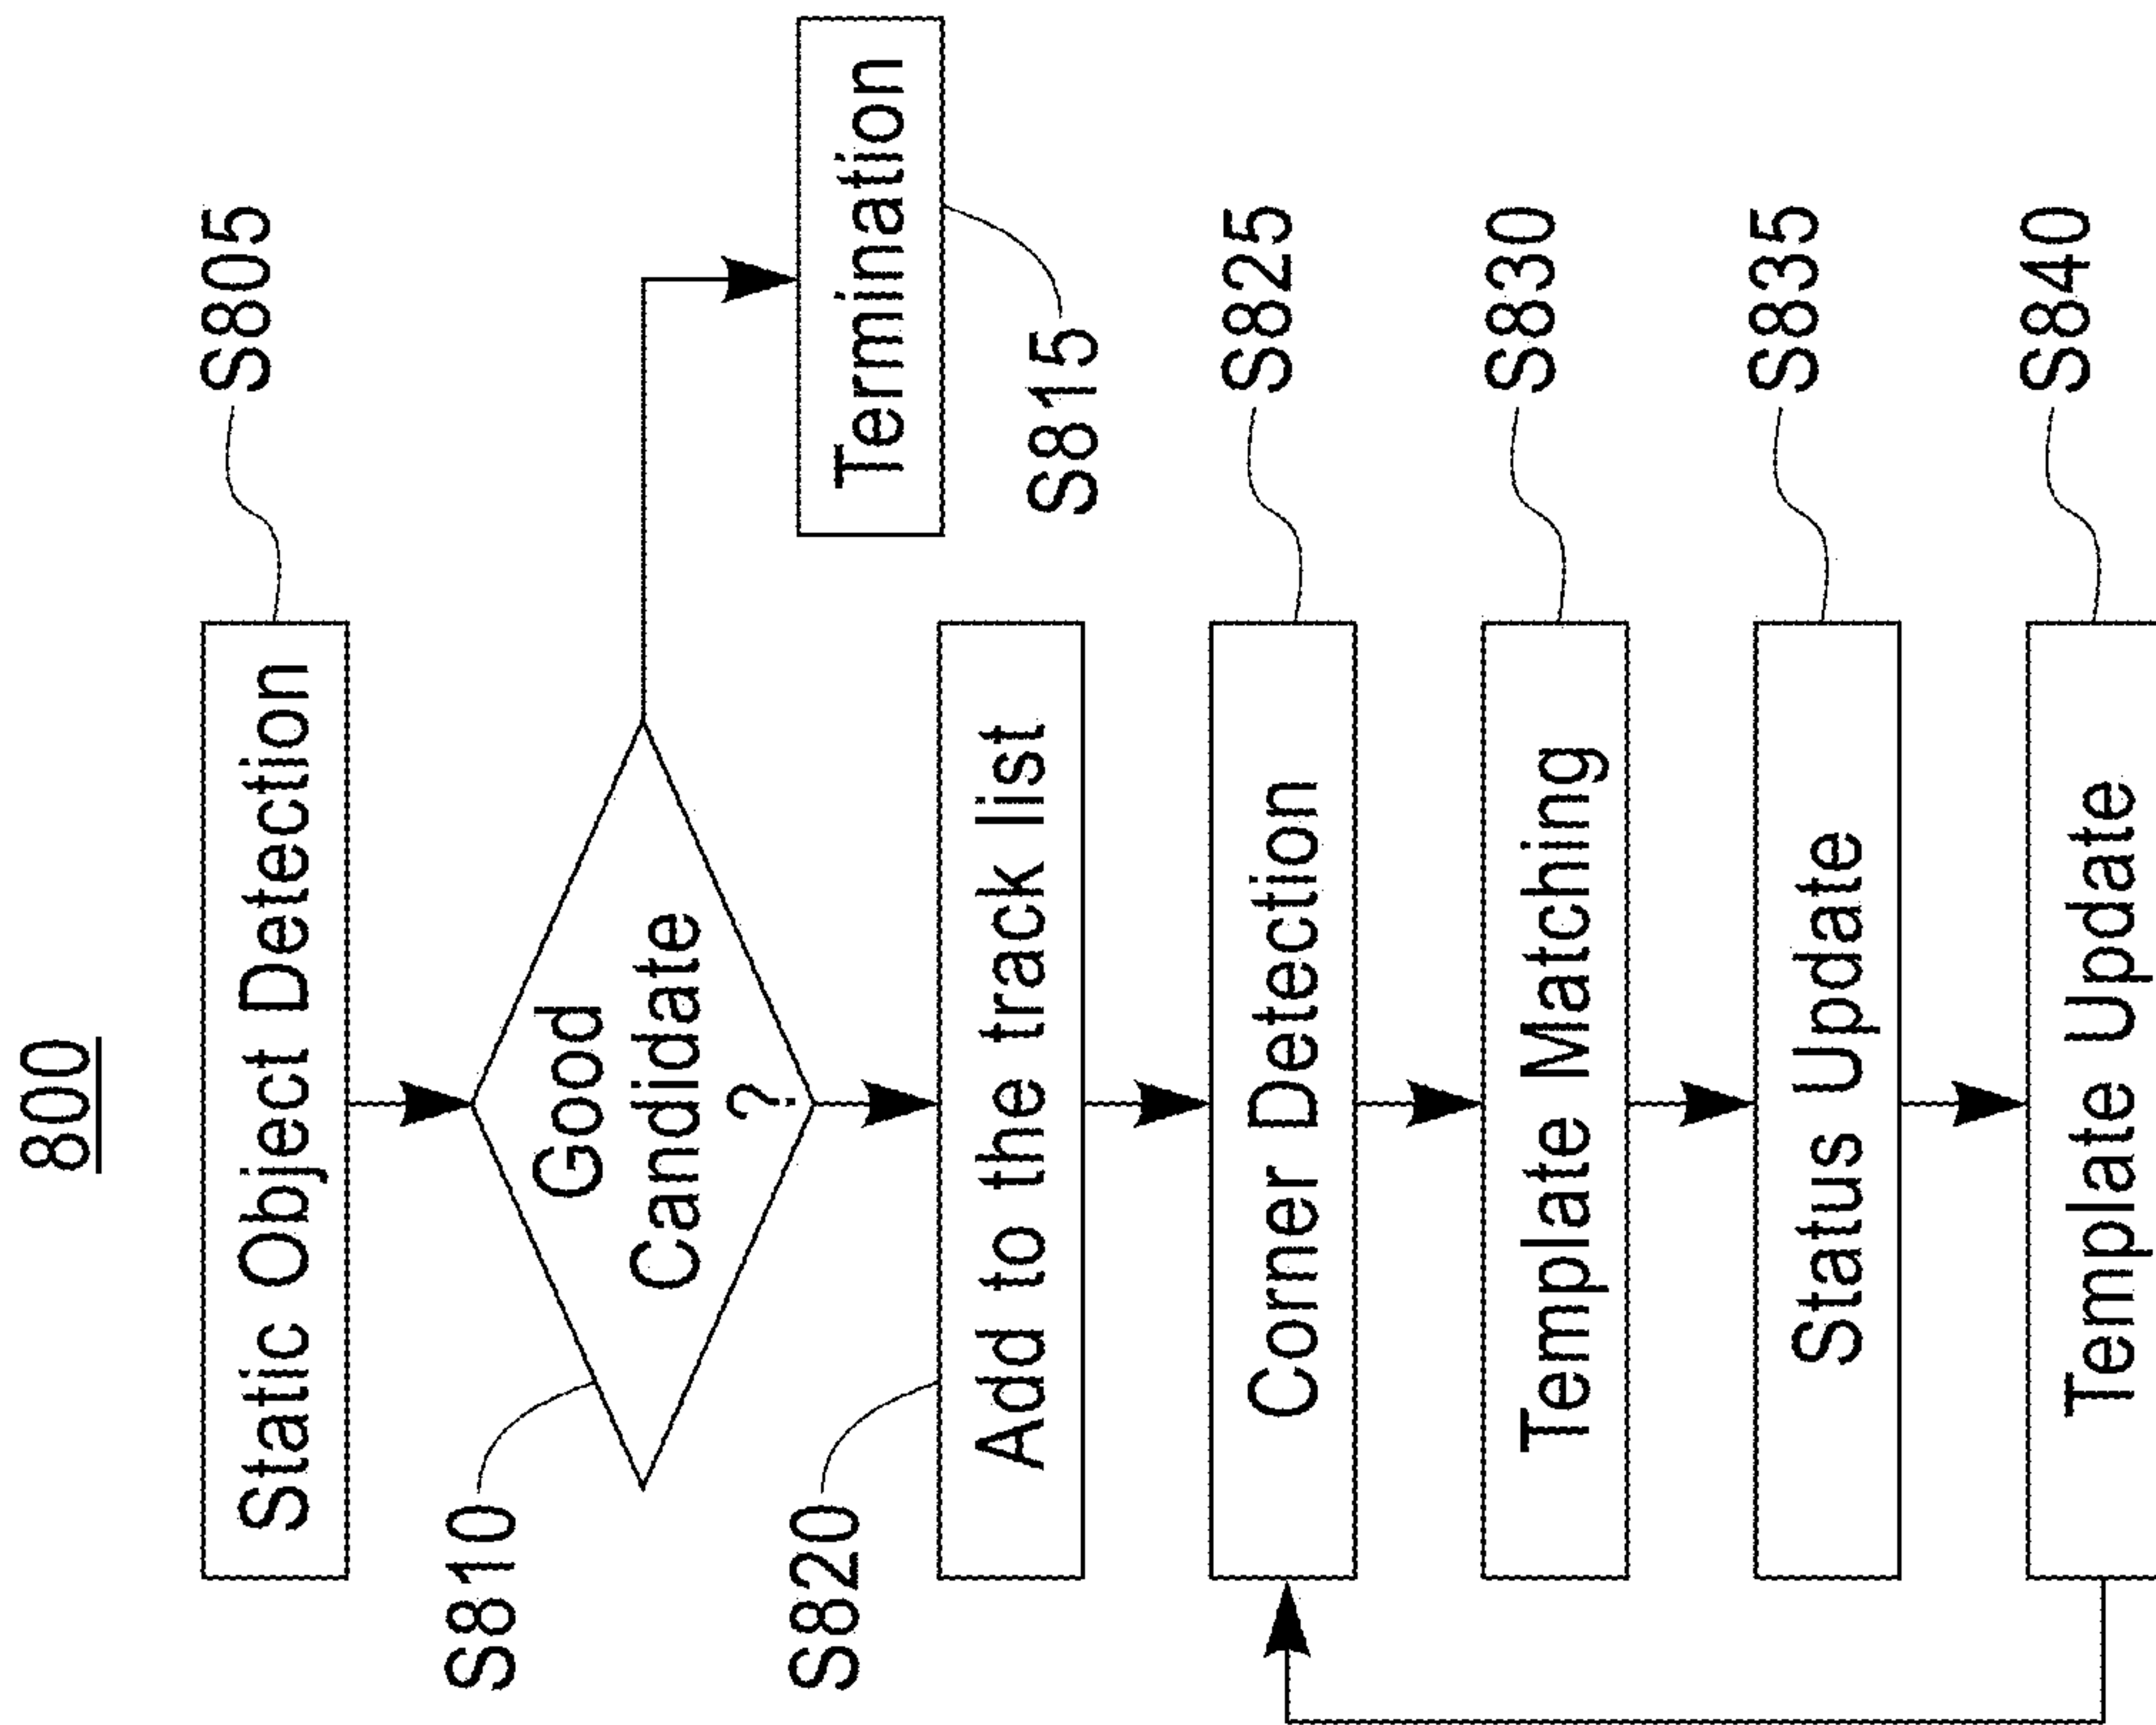 800
Static Object Detection
S805
Good
Candidate
?
S810
Termination
S815
Add to the track list
S820
Corner Detection
S825
Template Matching
S830
Status Update
S835
Template Update
S840